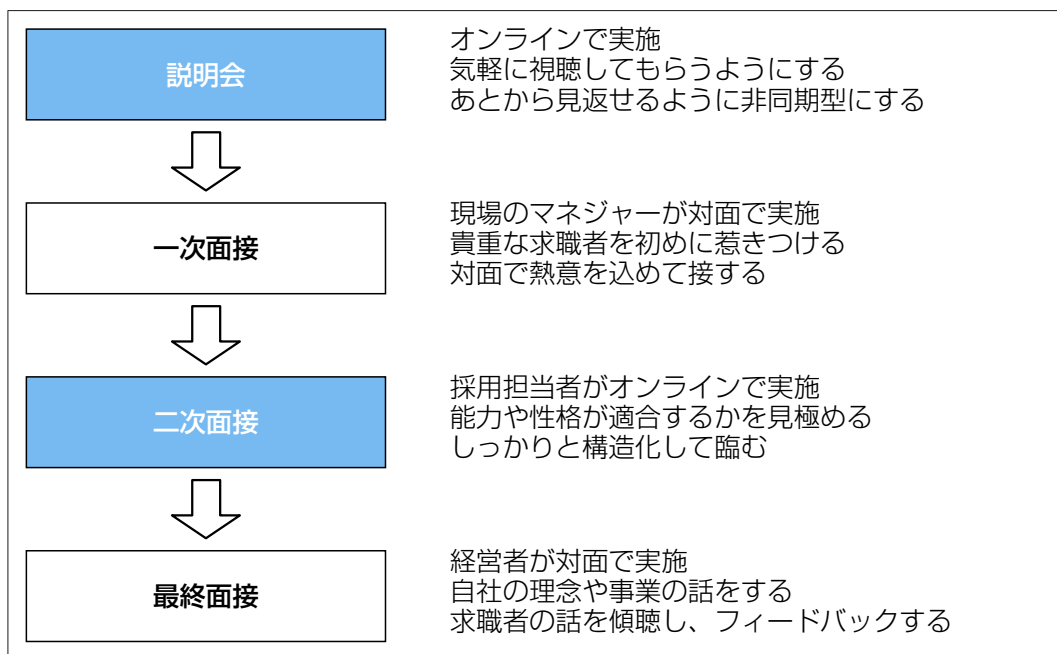 説明会
オンラインで実施
気軽に視聴してもらうようにする
あとから見返せるように非同期型にする
一次面接
現場のマネジャーが対面で実施
貴重な求職者を初めに惹きつける
対面で熱意を込めて接する
二次面接
採用担当者がオンラインで実施
能力や性格が適合するかを見極める
しっかりと構造化して臨む
最終面接
経営者が対面で実施
自社の理念や事業の話をする
求職者の話を傾聴し、フィードバックする